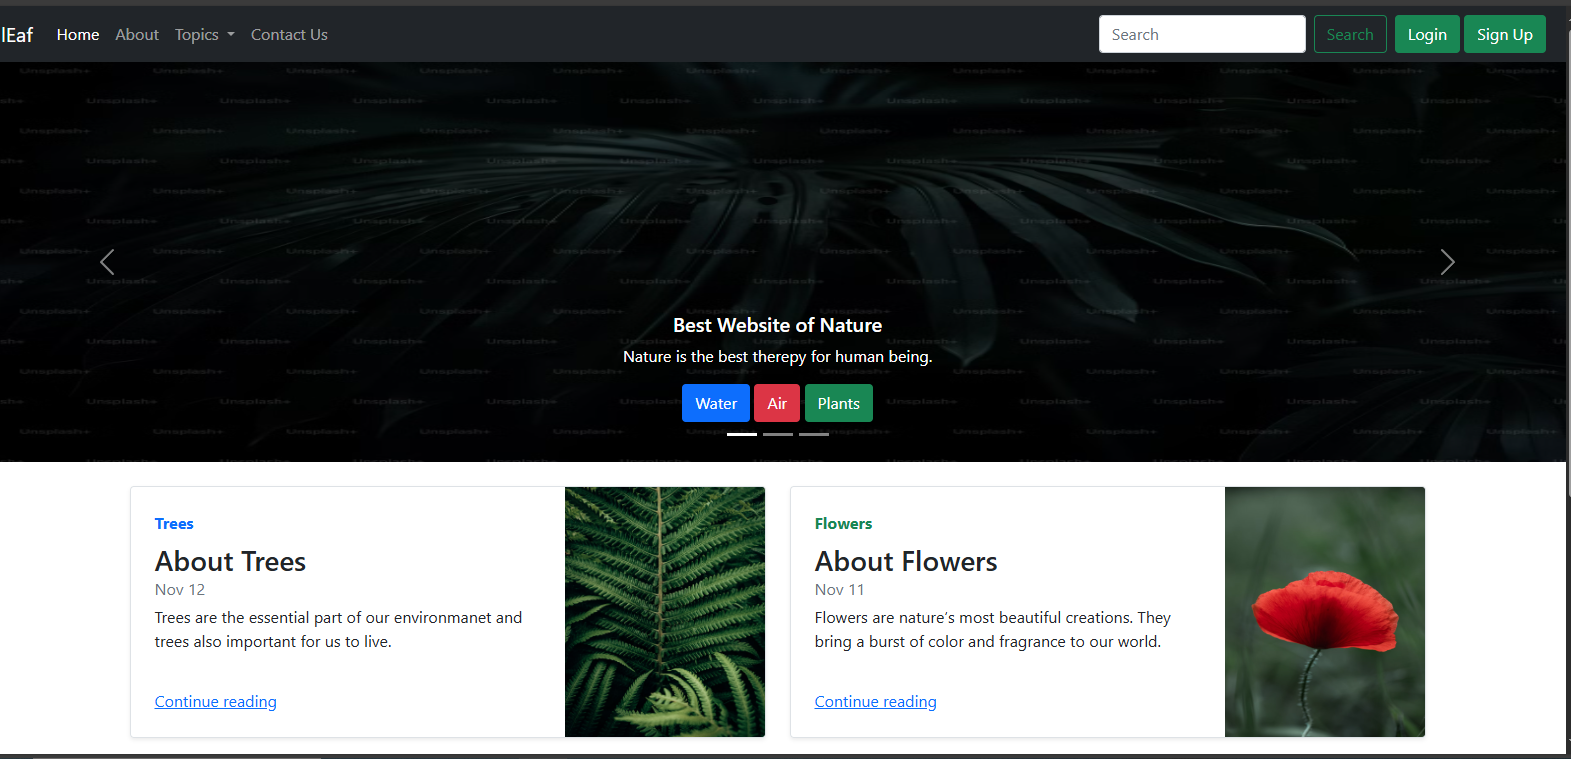 lEaf Home About Topics Contact Us Search Search Login Sign Up
Unsplash+
Best Website of Nature
Nature is the best therepy for human being.
Water Air Plants
Trees
About Trees
Nov 12
Trees are the essential part of our environmanet and
trees also important for us to live.
Continue reading
Flowers
About Flowers
Nov 11
Flowers are nature's most beautiful creations. They
bring a burst of color and fragrance to our world.
Continue reading